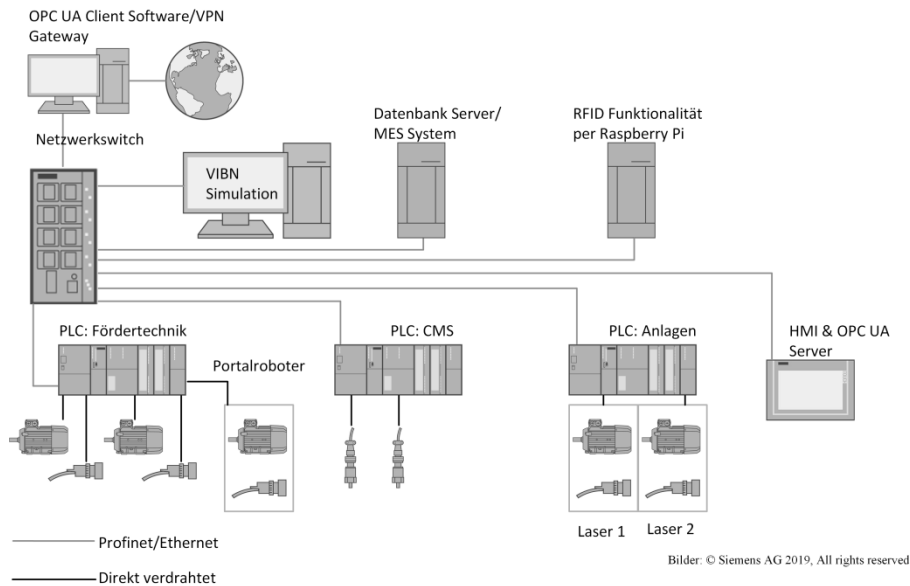 OPC UA Client Software/VPN
Gateway
Netzwerkswitch
VIBN
Simulation
Datenbank Server/
MES System
RFID Funktionalität
per Raspberry Pi
PLC: Fördertechnik
Portalroboter
PLC: CMS
PLC: Anlagen
HMI & OPC UA
Server
Laser 1
Laser 2
Profinet/Ethernet
Direkt verdrahtet
Bilder: © Siemens AG 2019, All rights reserved